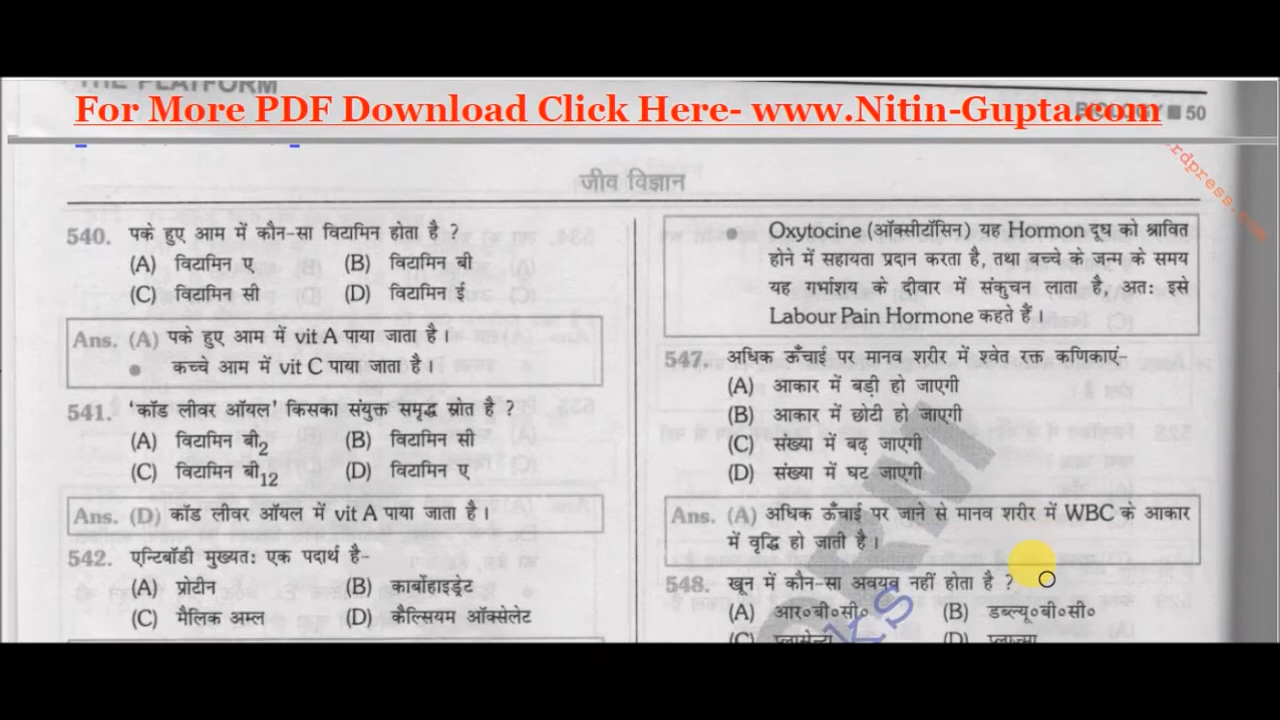 THE PLATFORM
For More PDF Download Click Here- www.Nitin-Gupta.com
BIOLOGY ■ 50
जीव विज्ञान
540. पके हुए आम में कौन-सा विटामिन होता है ?
(A) विटामिन ए (B) विटामिन बी
(C) विटामिन सी (D) विटामिन ई
Ans. (A) पके हुए आम में vit A पाया जाता है।
● कच्चे आम में vit C पाया जाता है।
541. 'कॉड लीवर ऑयल' किसका संयुक्त समृद्ध स्रोत है ?
(A) विटामिन बी2 (B) विटामिन सी
(C) विटामिन बी12 (D) विटामिन ए
Ans. (D) कॉड लीवर ऑयल में vit A पाया जाता है।
542. एन्टिबॉडी मुख्यतः एक पदार्थ है-
(A) प्रोटीन (B) कार्बोहाइड्रेट
(C) मैलिक अम्ल (D) कैल्सियम ऑक्सेलेट
● Oxytocine (ऑक्सीटॉसिन) यह Hormon दूध को श्रावित
होने में सहायता प्रदान करता है, तथा बच्चे के जन्म के समय
यह गर्भाशय के दीवार में संकुचन लाता है, अतः इसे
Labour Pain Hormone कहते हैं।
547. अधिक ऊँचाई पर मानव शरीर में श्वेत रक्त कणिकाएं-
(A) आकार में बड़ी हो जाएगी
(B) आकार में छोटी हो जाएगी
(C) संख्या में बढ़ जाएगी
(D) संख्या में घट जाएगी
Ans. (A) अधिक ऊँचाई पर जाने से मानव शरीर में WBC के आकार
में वृद्धि हो जाती है।
548. खून में कौन-सा अवयव नहीं होता है ?
(A) आर०बी०सी० (B) डब्ल्यू०बी०सी०
(C) प्लासेन्टा (D) प्लाज्मा
rdpress.com